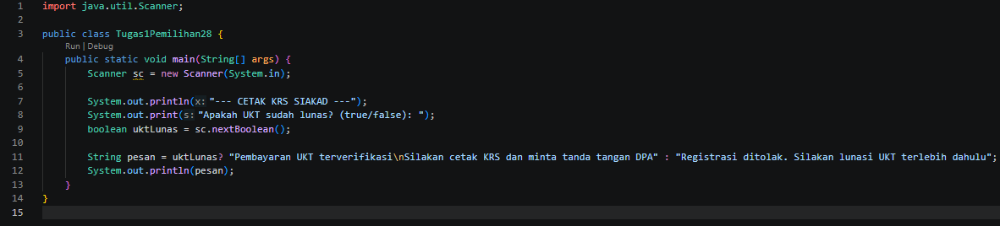 1 import java.util.Scanner;
2
3 public class Tugas1Pemilihan28 {
Run | Debug
4 public static void main(String[] args) {
5 Scanner sc = new Scanner(System.in);
6
7 System.out.println(x: "--- CETAK KRS SIAKAD ---");
8 System.out.print(s: "Apakah UKT sudah lunas? (true/false): ");
9 boolean uktLunas = sc.nextBoolean();
10
11 String pesan = uktLunas? "Pembayaran UKT terverifikasi\nSilakan cetak KRS dan minta tanda tangan DPA" : "Registrasi ditolak. Silakan lunasi UKT terlebih dahulu";
12 System.out.println(pesan);
13 }
14 }
15